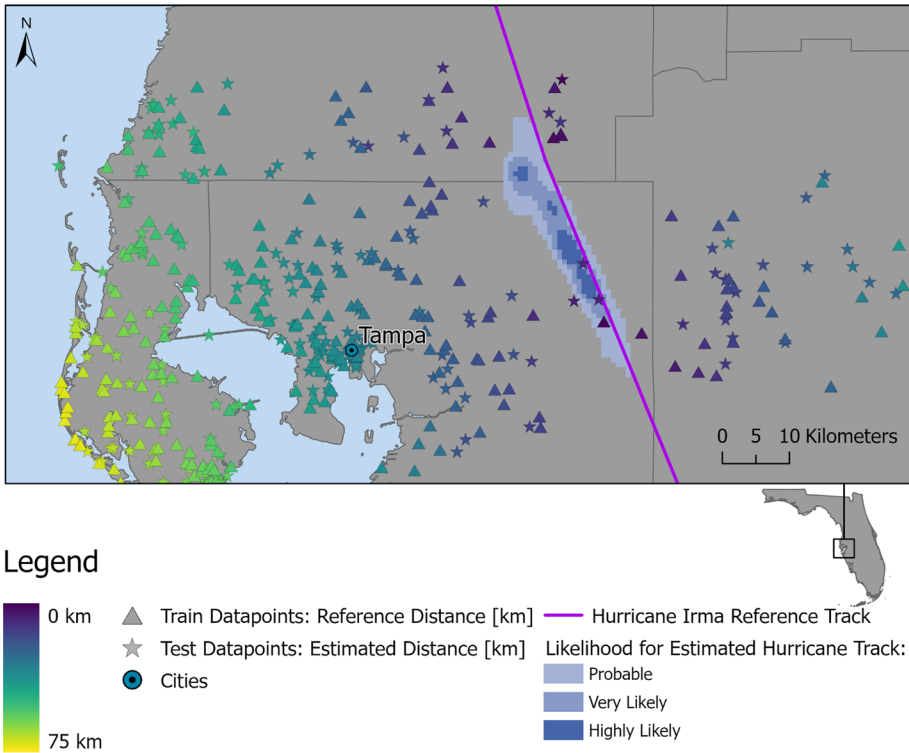 N
Tampa
0 5 10 Kilometers
Legend
0 km
75 km
Train Datapoints: Reference Distance [km]
Test Datapoints: Estimated Distance [km]
Cities
Hurricane Irma Reference Track
Likelihood for Estimated Hurricane Track:
Probable
Very Likely
Highly Likely